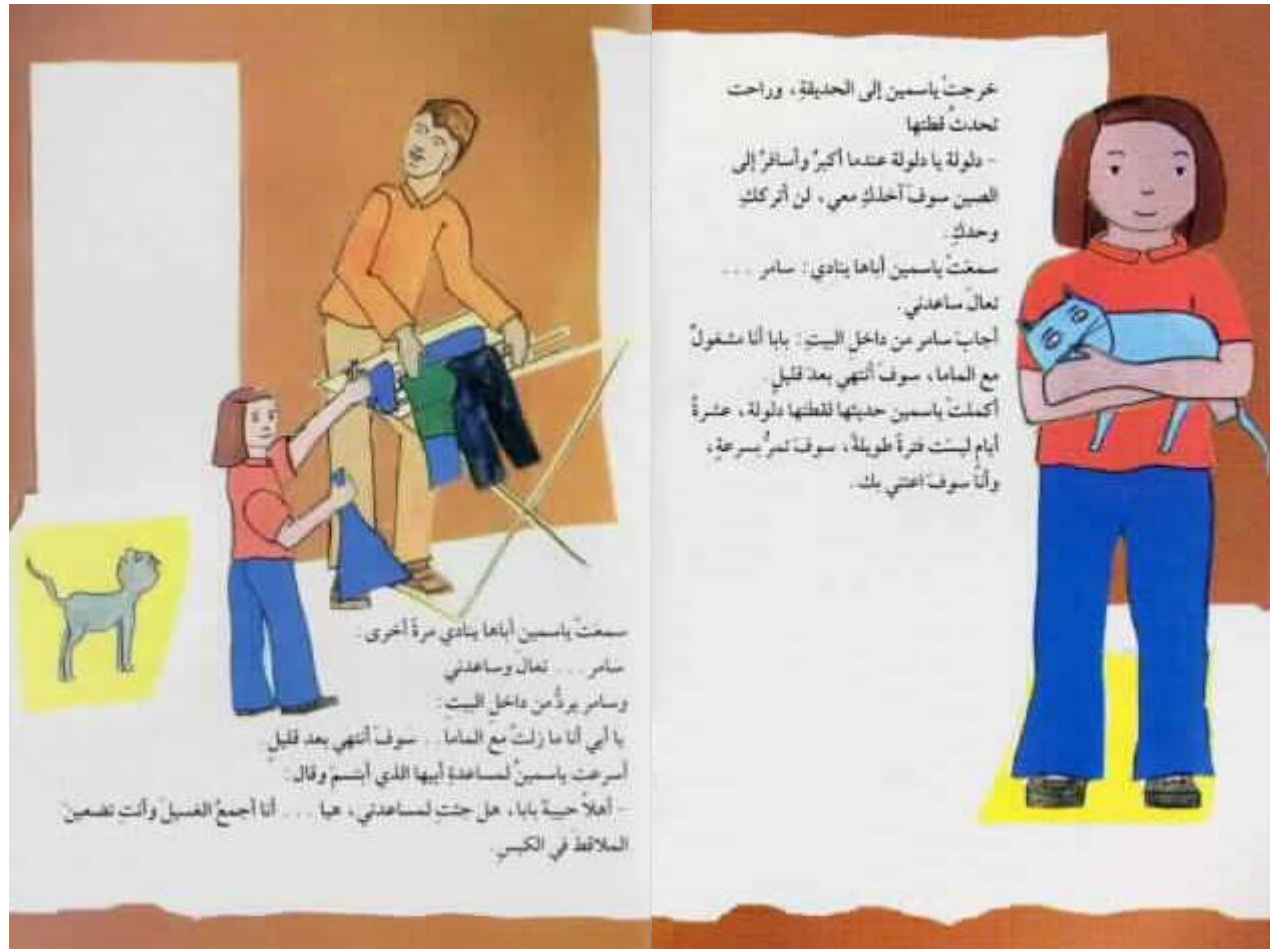 خرجتْ ياسمين إلى الحديقةِ، وراحت
تحدثُ قطتها
- دلولة يا دلولة عندما أكبرُ وأسافرُ إلى
الصين سوفَ آخذكِ معي، لن أترككِ
وحدكِ.
سمعَتْ ياسمين أباها ينادي: سامر ...
تعالَ ساعدني.
أجابَ سامر من داخلِ البيتِ: بابا أنا مشغولٌ
مع الماما، سوفَ أنتهي بعدَ قليلٍ.
أكملتْ ياسمين حديثها لقطتها دلولة، عشرةُ
أيامٍ ليست فترةً طويلةً، سوفَ تمرُّ بسرعةٍ،
وأنا سوفَ اعتني بك.
سمعَتْ ياسمين أباها ينادي مرةً أخرى:
سامر ... تعالَ وساعدني
وسامر يردُّ من داخلِ البيت:
يا أبي أنا ما زلتُ معَ الماما .. سوفَ أنتهي بعد قليلٍ.
أسرعت ياسمينُ لمساعدةِ أبيها الذي أبتسمَ وقال:
- أهلاً حبيبة بابا، هل جئتِ لمساعدتي، هيا ... أنا أجمعُ الغسيلَ وأنتِ تضعينَ
الملاقطَ في الكيسِ.